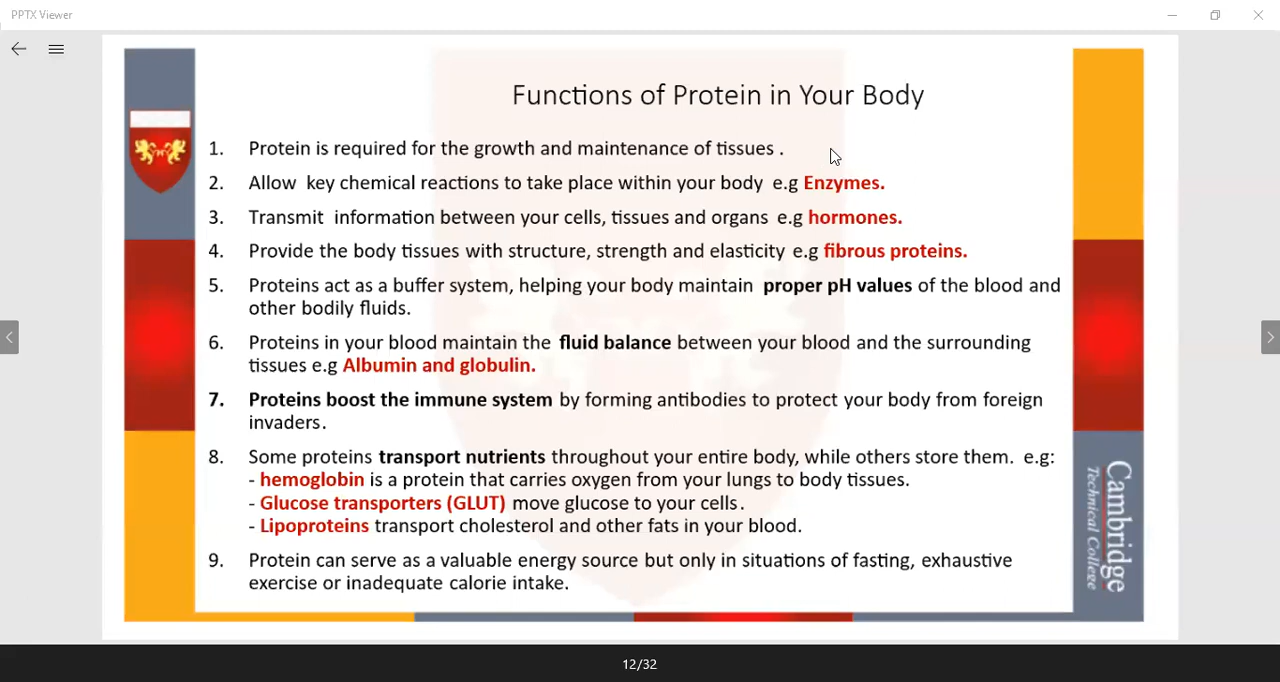 PPTX Viewer
Functions of Protein in Your Body
1. Protein is required for the growth and maintenance of tissues .
2. Allow key chemical reactions to take place within your body e.g Enzymes.
3. Transmit information between your cells, tissues and organs e.g hormones.
4. Provide the body tissues with structure, strength and elasticity e.g fibrous proteins.
5. Proteins act as a buffer system, helping your body maintain proper pH values of the blood and
other bodily fluids.
6. Proteins in your blood maintain the fluid balance between your blood and the surrounding
tissues e.g Albumin and globulin.
7. Proteins boost the immune system by forming antibodies to protect your body from foreign
invaders.
8. Some proteins transport nutrients throughout your entire body, while others store them. e.g:
- hemoglobin is a protein that carries oxygen from your lungs to body tissues.
- Glucose transporters (GLUT) move glucose to your cells.
- Lipoproteins transport cholesterol and other fats in your blood.
9. Protein can serve as a valuable energy source but only in situations of fasting, exhaustive
exercise or inadequate calorie intake.
Cambridge
Technical College
12/32